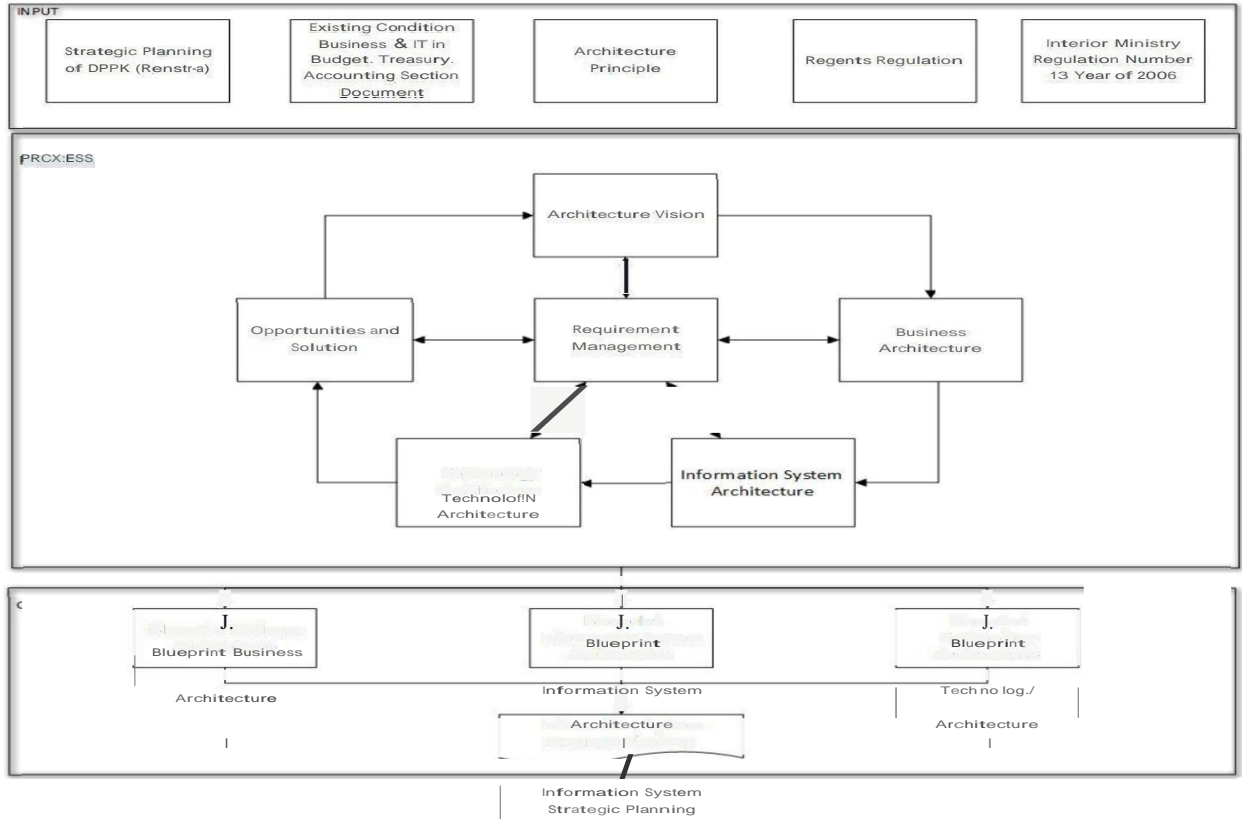 INPUT
Strategic Planning
of DPPK (Renstr-a)
Existing Condition
Business & IT in
Budget. Treasury.
Accounting Section
Document
Architecture
Principle
Regents Regulation
Interior Ministry
Regulation Number
13 Year of 2006
PRCX:ESS
Architecture Vision
Opportunities and
Solution
Requirement
Management
Business
Architecture
Technolof!N
Architecture
Information System
Architecture
J.
Blueprint Business
Architecture
J.
Blueprint
Information System
Architecture
J.
Blueprint
Techno log./
Architecture
Information System
Strategic Planning